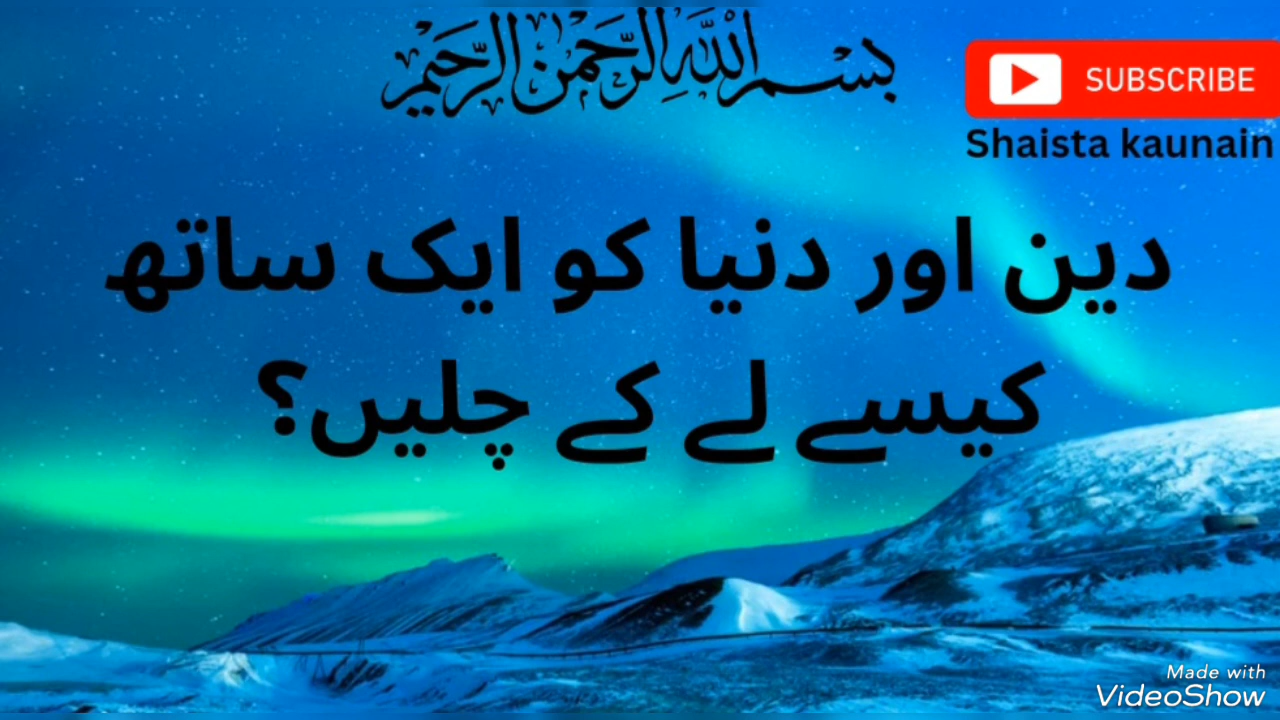 بسم الله الرحمن الرحيم
SUBSCRIBE
Shaista kaunain
دین اور دنیا کو ایک ساتھ
کیسے لے کے چلیں؟
Made with
VideoShow